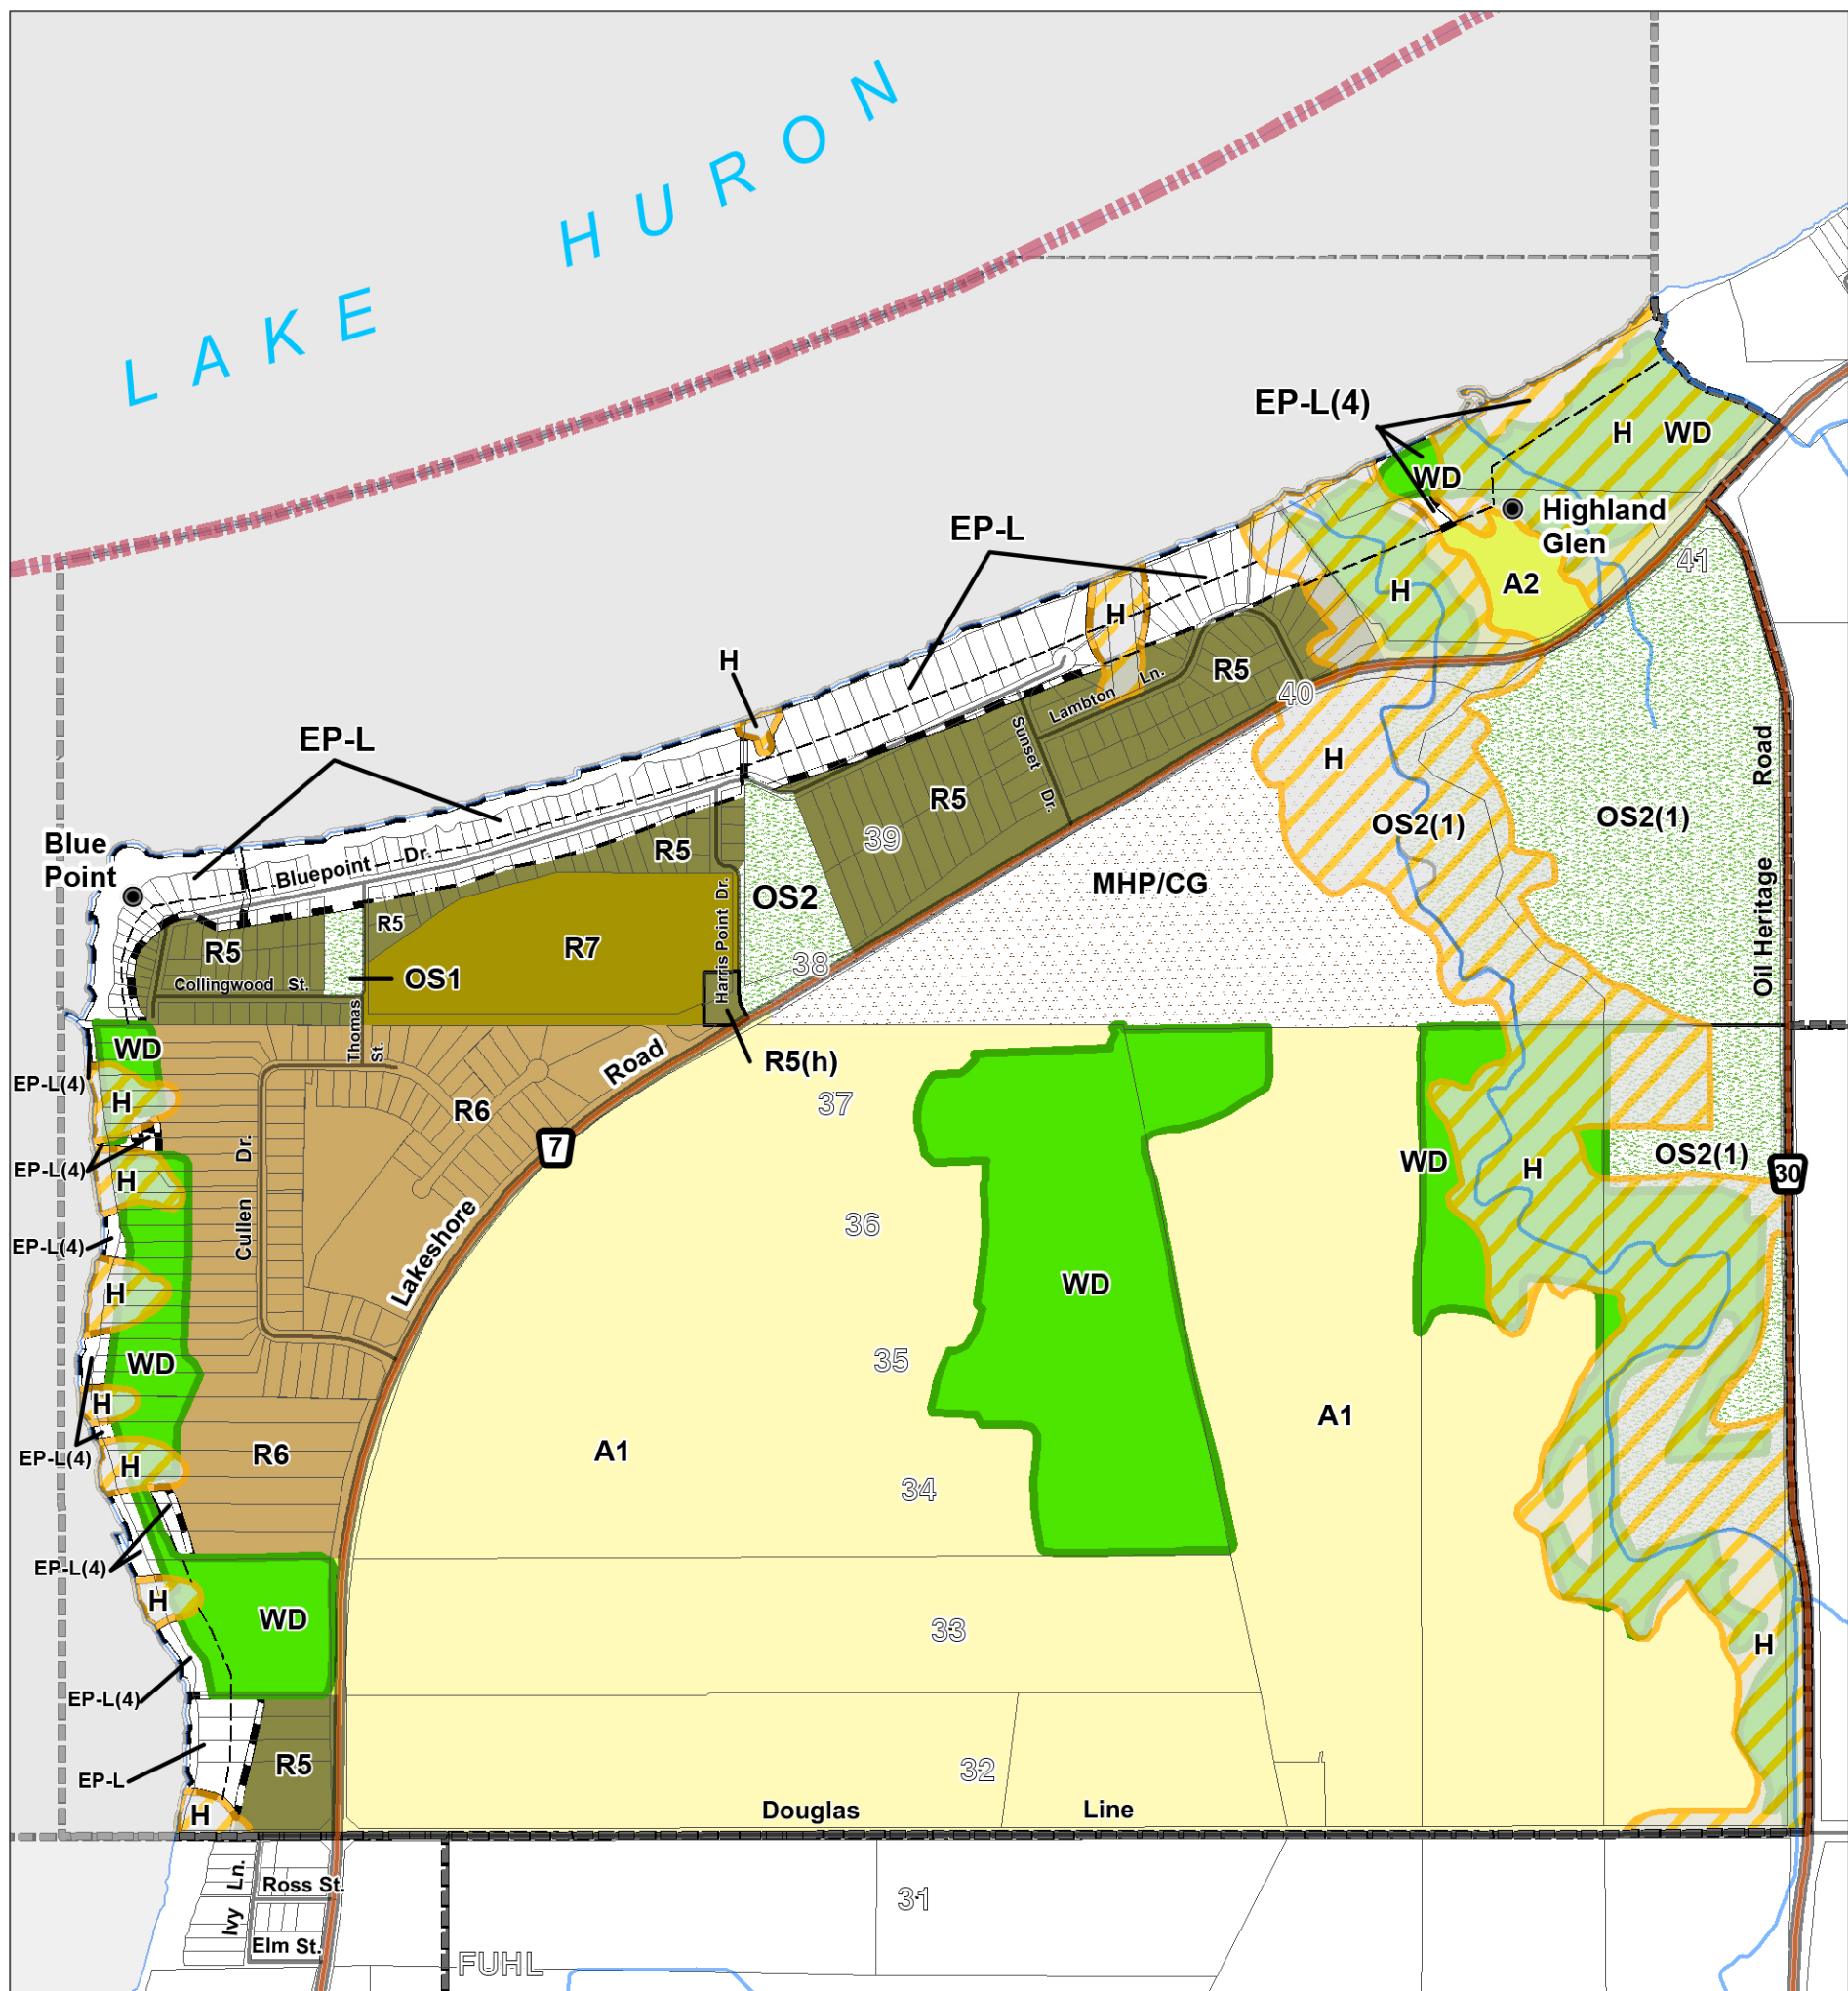 LAKE HURON
EP-L(4)
H WD
WD
Highland
Glen
EP-L
41
A2
H
H
H
R5
Lambton Ln.
40
EP-L
Sunset Dr.
H
Oil Heritage Road
R5
OS2(1)
OS2(1)
Blue
Point
Bluepoint Dr.
R5
39
MHP/CG
OS2
R5
R5
R7
Harris Point Dr.
38
OS1
Collingwood St.
Thomas St.
WD
R5(h)
Road
EP-L(4)
H
R6
37
7
WD
OS2(1)
EP-L(4)
H
H
30
Cullen Dr.
36
EP-L(4)
Lakeshore
H
WD
WD
35
H
A1
EP-L(4)
H
R6
A1
34
EP-L(4)
H
WD
33
H
EP-L(4)
R5
32
EP-L
H
Douglas Line
Ivy Ln.
Ross St.
31
Elm St.
FUHL